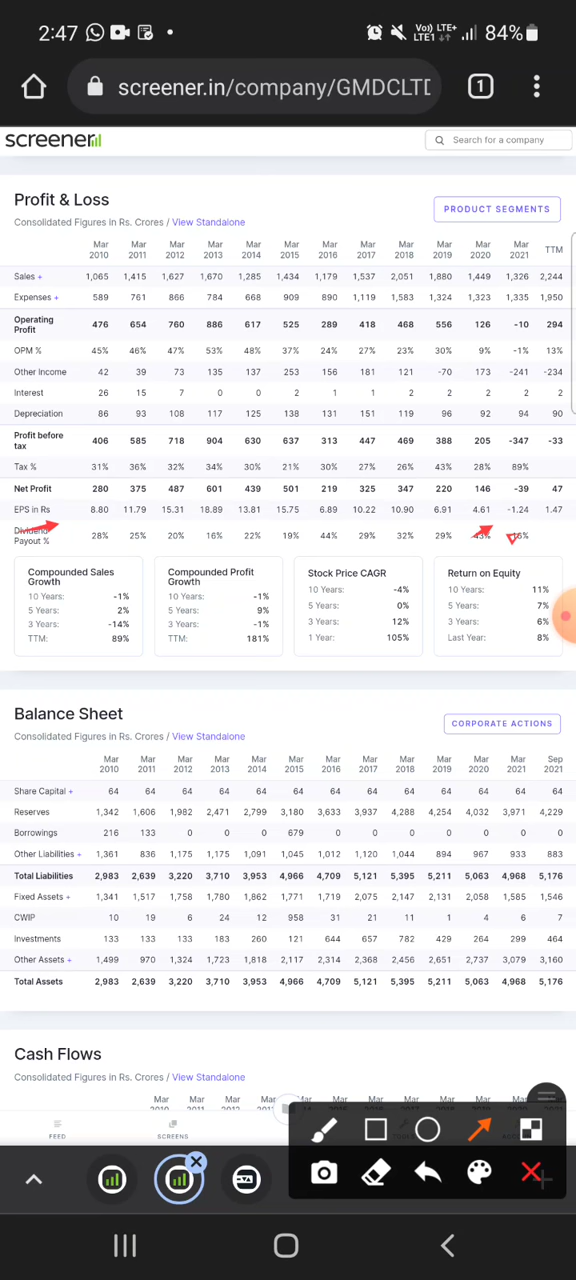 2:47 Vo) LTE+ LTE1 84%
screener.in/company/GMDCLTD 1
screener Search for a company
Profit & Loss
PRODUCT SEGMENTS
Consolidated Figures in Rs. Crores / View Standalone
Mar 2010 Mar 2011 Mar 2012 Mar 2013 Mar 2014 Mar 2015 Mar 2016 Mar 2017 Mar 2018 Mar 2019 Mar 2020 Mar 2021 TTM
Sales + 1,065 1,415 1,627 1,670 1,285 1,434 1,179 1,537 2,051 1,880 1,449 1,326 2,244
Expenses + 589 761 866 784 668 909 890 1,119 1,583 1,324 1,323 1,335 1,950
Operating Profit 476 654 760 886 617 525 289 418 468 556 126 -10 294
OPM % 45% 46% 47% 53% 48% 37% 24% 27% 23% 30% 9% -1% 13%
Other Income 42 39 73 135 137 253 156 181 121 -70 173 -241 -234
Interest 26 15 7 0 0 2 1 1 2 2 2 2 2
Depreciation 86 93 108 117 125 138 131 151 119 96 92 94 90
Profit before tax 406 585 718 904 630 637 313 447 469 388 205 -347 -33
Tax % 31% 36% 32% 34% 30% 21% 30% 27% 26% 43% 28% 89%
Net Profit 280 375 487 601 439 501 219 325 347 220 146 -39 47
EPS in Rs 8.80 11.79 15.31 18.89 13.81 15.75 6.89 10.22 10.90 6.91 4.61 -1.24 1.47
Dividend Payout % 28% 25% 20% 16% 22% 19% 44% 29% 32% 29% 43%
Compounded Sales Growth
10 Years: -1%
5 Years: 2%
3 Years: -14%
TTM: 89%
Compounded Profit Growth
10 Years: -1%
5 Years: 9%
3 Years: -1%
TTM: 181%
Stock Price CAGR
10 Years: -4%
5 Years: 0%
3 Years: 12%
1 Year: 105%
Return on Equity
10 Years: 11%
5 Years: 7%
3 Years: 6%
Last Year: 8%
Balance Sheet
CORPORATE ACTIONS
Consolidated Figures in Rs. Crores / View Standalone
Mar 2010 Mar 2011 Mar 2012 Mar 2013 Mar 2014 Mar 2015 Mar 2016 Mar 2017 Mar 2018 Mar 2019 Mar 2020 Mar 2021 Sep 2021
Share Capital + 64 64 64 64 64 64 64 64 64 64 64 64 64
Reserves 1,342 1,606 1,982 2,471 2,799 3,180 3,633 3,937 4,288 4,254 4,032 3,971 4,229
Borrowings 216 133 0 0 0 679 0 0 0 0 0 0 0
Other Liabilities + 1,361 836 1,175 1,175 1,091 1,045 1,012 1,120 1,044 894 967 933 883
Total Liabilities 2,983 2,639 3,220 3,710 3,953 4,966 4,709 5,121 5,395 5,211 5,063 4,968 5,176
Fixed Assets + 1,341 1,517 1,758 1,780 1,862 1,771 1,719 2,075 2,147 2,131 2,058 1,585 1,546
CWIP 10 19 6 24 12 958 31 21 11 1 4 6 7
Investments 133 133 133 183 260 121 644 657 782 429 264 299 464
Other Assets + 1,499 970 1,324 1,723 1,818 2,117 2,314 2,368 2,456 2,651 2,737 3,079 3,160
Total Assets 2,983 2,639 3,220 3,710 3,953 4,966 4,709 5,121 5,395 5,211 5,063 4,968 5,176
Cash Flows
Consolidated Figures in Rs. Crores / View Standalone
Mar Mar Mar Mar Mar Mar Mar Mar Mar
FEED SCREENS